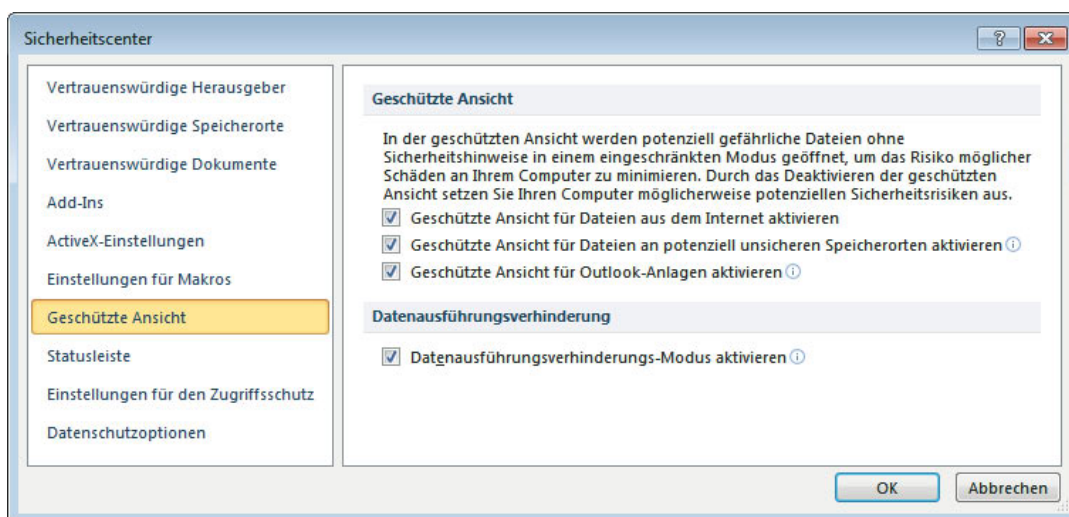 Sicherheitscenter
Vertrauenswürdige Herausgeber
Vertrauenswürdige Speicherorte
Vertrauenswürdige Dokumente
Add-Ins
ActiveX-Einstellungen
Einstellungen für Makros
Geschützte Ansicht
Statusleiste
Einstellungen für den Zugriffsschutz
Datenschutzoptionen
Geschützte Ansicht
In der geschützten Ansicht werden potenziell gefährliche Dateien ohne
Sicherheitshinweise in einem eingeschränkten Modus geöffnet, um das Risiko möglicher
Schäden an Ihrem Computer zu minimieren. Durch das Deaktivieren der geschützten
Ansicht setzen Sie Ihren Computer möglicherweise potenziellen Sicherheitsrisiken aus.
Geschützte Ansicht für Dateien aus dem Internet aktivieren
Geschützte Ansicht für Dateien an potenziell unsicheren Speicherorten aktivieren
Geschützte Ansicht für Outlook-Anlagen aktivieren
Datenausführungsverhinderung
Datenausführungsverhinderungs-Modus aktivieren
OK
Abbrechen